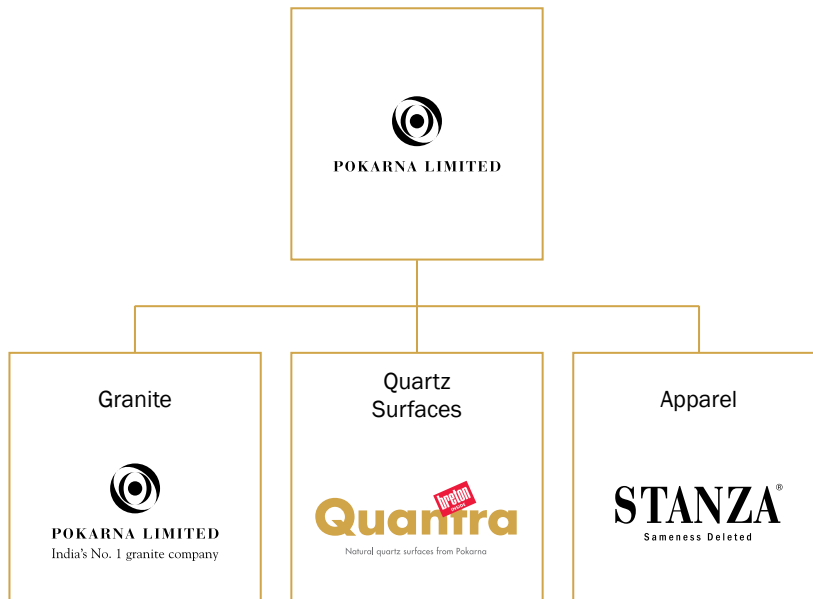 POKARNA LIMITED
Granite
POKARNA LIMITED
India's No. 1 granite company
Quartz
Surfaces
breton
INSIDE
Quantra
Natural quartz surfaces from Pokarna
Apparel
STANZA®
Sameness Deleted